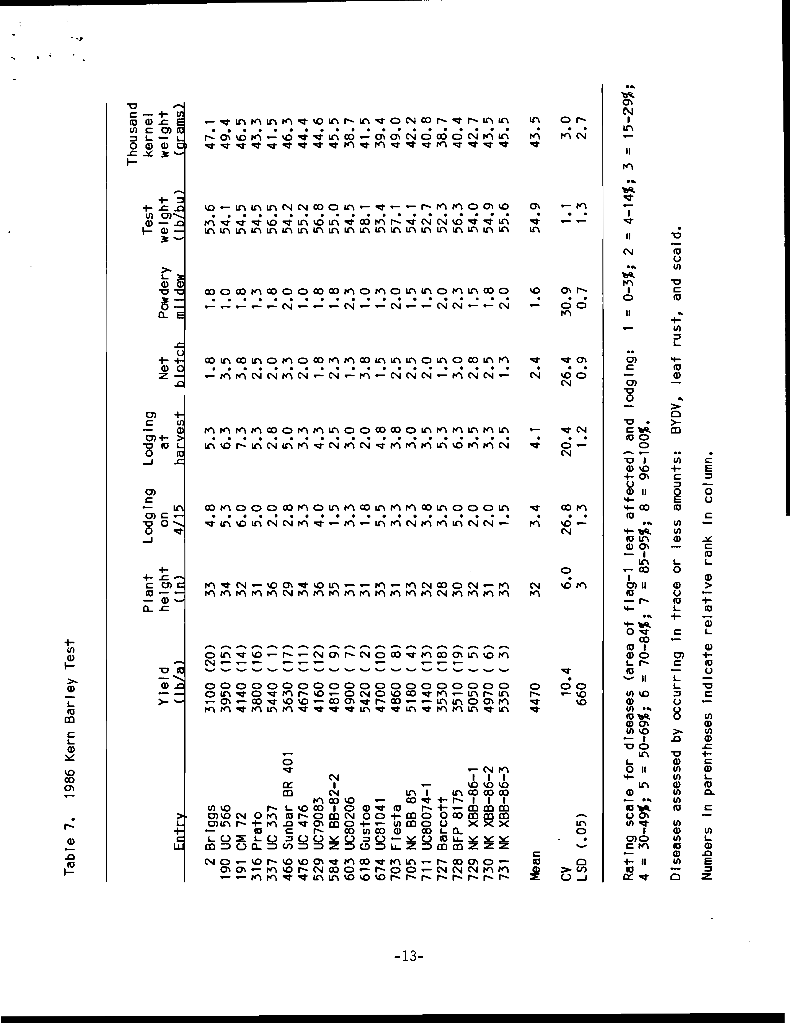 Table 7. 1986 Kern Barley Test
Thousand
Plant Lodging Lodging Test kernel
Yield height on at Net Powdery weight weight
Entry (lb/a) (in) 4/15 harvest blotch mildew (lb/bu) (grams)
2 Briggs 3100 (20) 33 4.8 5.3 1.8 1.8 53.6 47.1
190 UC 566 3950 (15) 34 5.3 6.3 3.5 1.0 54.1 49.4
191 CM 72 4140 (14) 32 6.0 7.3 3.8 1.8 54.5 46.5
316 Prato 3800 (16) 31 5.0 5.3 2.5 1.3 54.5 43.3
337 UC 337 5440 ( 1) 36 2.0 2.8 2.0 1.8 56.5 41.5
466 Sunbar BR 401 3630 (17) 29 2.8 5.0 3.3 2.0 54.2 46.3
476 UC 476 4670 (11) 34 3.3 3.3 2.0 1.0 55.2 44.4
529 UC79083 4160 (12) 36 4.0 4.3 1.8 1.8 56.8 44.6
584 NK BB-82-2 4810 ( 9) 35 1.5 2.5 2.3 1.8 55.0 45.5
603 UC80206 4900 ( 7) 31 3.3 3.0 1.3 2.3 54.5 38.7
618 Gustoe 5420 ( 2) 31 1.8 2.0 3.8 1.0 58.1 41.5
674 UC81041 4700 (10) 33 5.5 4.8 1.5 1.3 53.4 39.4
703 Fiesta 4860 ( 8) 31 3.3 3.8 2.5 2.0 57.1 49.0
705 NK BB 85 5180 ( 4) 33 2.3 3.0 2.5 1.5 54.1 42.2
711 UC80074-1 4140 (13) 32 3.8 3.5 2.0 1.5 52.7 40.8
727 Barcott 3530 (18) 28 3.5 5.3 1.5 2.0 52.3 38.7
728 BFP 8175 3510 (19) 30 5.0 6.3 3.0 2.3 56.3 40.4
729 NK XBB-86-1 5050 ( 5) 32 2.0 3.5 2.8 1.5 54.0 42.7
730 NK XBB-86-2 4970 ( 6) 31 2.0 3.3 2.5 1.8 54.9 43.5
731 NK XBB-86-3 5350 ( 3) 33 1.5 2.5 1.3 2.0 55.6 45.5
Mean 4470 32 3.4 4.1 2.4 1.6 54.9 43.5
CV 10.4 6.0 26.8 20.4 26.4 30.9 1.1 3.0
LSD (.05) 660 3 1.3 1.2 0.9 0.7 1.3 2.7
Rating scale for diseases (area of flag-1 leaf affected) and lodging: 1 = 0-3%; 2 = 4-14%; 3 = 15-29%;
4 = 30-49%; 5 = 50-69%; 6 = 70-84%; 7 = 85-95%; 8 = 96-100%.
Diseases assessed by occurring in trace or less amounts: BYDV, leaf rust, and scald.
Numbers in parentheses indicate relative rank in column.
-13-